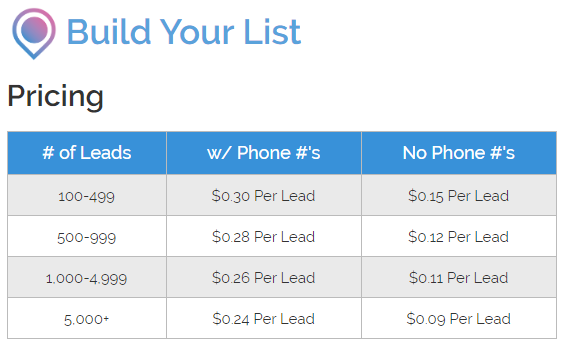 Build Your List
Pricing
# of Leads w/ Phone #'s No Phone #'s
100-499 $0.30 Per Lead $0.15 Per Lead
500-999 $0.28 Per Lead $0.12 Per Lead
1,000-4,999 $0.26 Per Lead $0.11 Per Lead
5,000+ $0.24 Per Lead $0.09 Per Lead